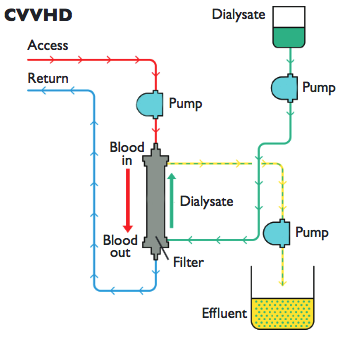 CVVHD
Dialysate
Access
Return
Pump
Pump
Blood
in
Dialysate
Blood
out
Pump
Filter
Effluent